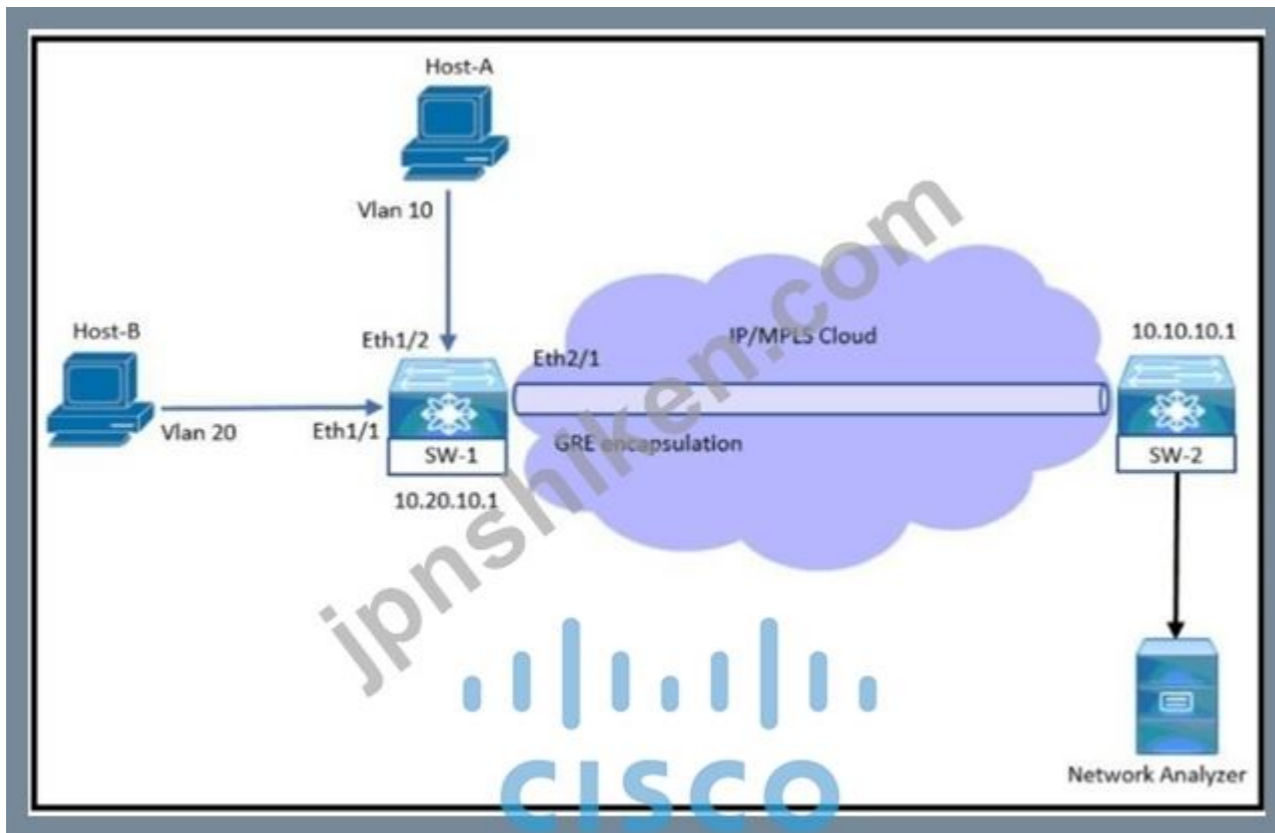 Host-A
Vlan 10
Host-B
Eth1/2
IP/MPLS Cloud
10.10.10.1
Eth2/1
Vlan 20
Eth1/1
GRE encapsulation
SW-1
SW-2
10.20.10.1
jpnshiken.com
Network Analyzer
CISCO